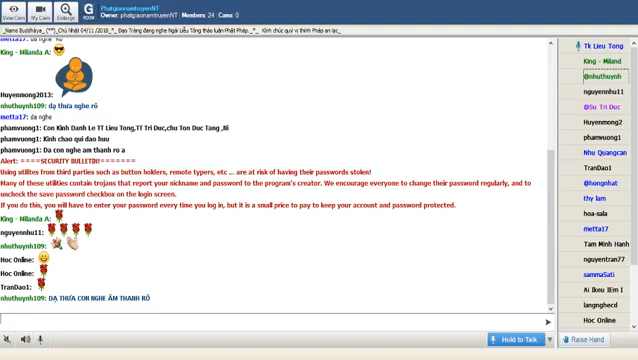 Phatgiaonamtruyennt
Owner: phatgiaonamtruyenNT Members: 24 Cams: 0
View Cam
My Cam
Enlarge
G
ROOM
_Namo Buddhāya_ (**)_Chủ Nhật 04/11 /2018_*_ Đạo Tràng đang nghe Ngài Liễu Tông thảo luận Phật Pháp._*_ Kính chúc quý vị thính Pháp an lạc_
King - Milanda A:
Huyenmong2013:
nhuthuynh109: dạ thưa nghe rõ
metta17: da nghe
phamvuong1: Con Kinh Danh Le TT Lieu Tong,TT Tri Duc,chu Ton Duc Tang ,Ni
phamvuong1: Kinh chao qui dao huu
phamvuong1: Da con nghe am thanh ro a
Alert: ====SECURITY BULLETIN!=======
Using utilites from third parties such as button holders, remote typers, etc ... are at risk of having their passwords stolen!
Many of these utilities contain trojans that report your nickname and password to the program's creator. We encourage everyone to change their password regularly, and to
uncheck the save password checkbox on the login screen.
If you do this, you will have to enter your password every time you log in, but it is a small price to pay to keep your account and password protected.
King - Milanda A:
nguyennhu11:
nhuthuynh109:
Hoc Online:
Hoc Online:
TranDao1:
nhuthuynh109: DẠ THƯA CON NGHE ÂM THANH RÕ
Hold to Talk
Raise Hand
Tk Lieu Tong
King - Miland
@nhuthuynh
nguyennhu11
@Su Tri Duc
Huyenmong2
phamvuong1
Nhu Quangcan
TranDao1
@hongnhat
thy lam
hoa-sala
metta17
Tam Minh Hanh
nguyentran77
sammaSati
Ai Ikeu IEm I
langnghecd
Hoc Online